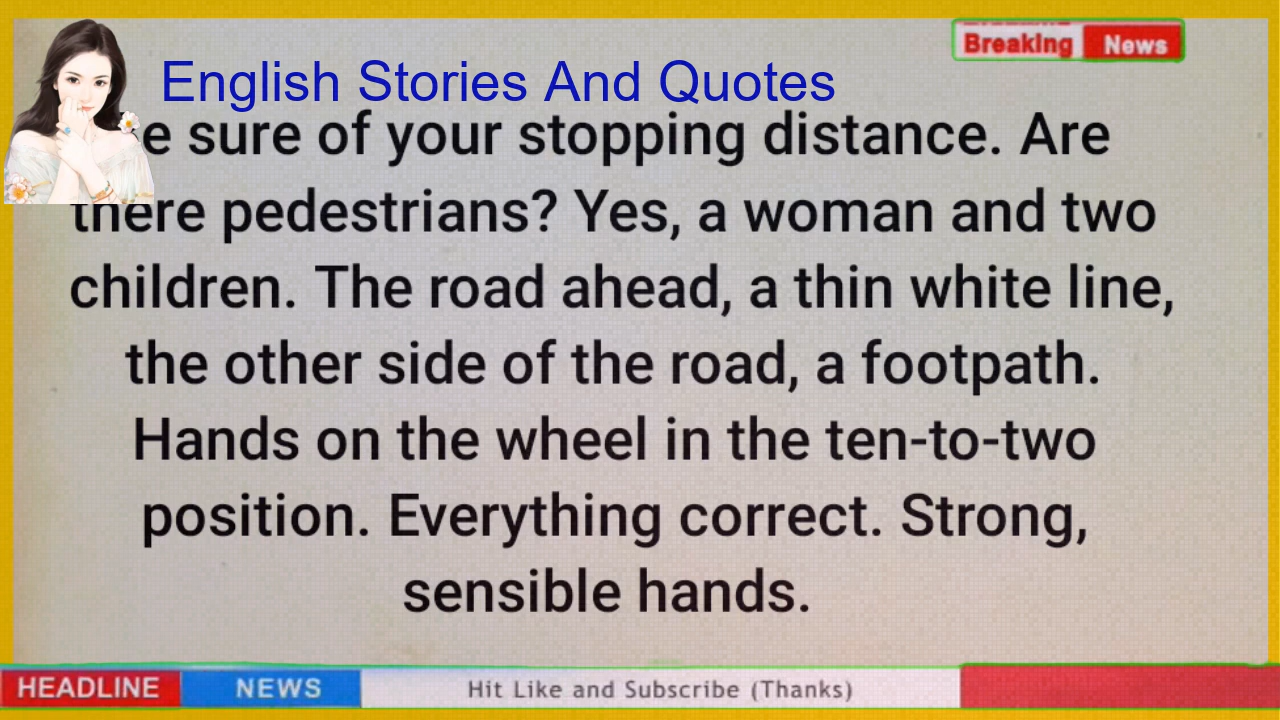 Breaking News
English Stories And Quotes
sure of your stopping distance. Are
there pedestrians? Yes, a woman and two
children. The road ahead, a thin white line,
the other side of the road, a footpath.
Hands on the wheel in the ten-to-two
position. Everything correct. Strong,
sensible hands.
HEADLINE NEWS Hit Like and Subscribe (Thanks)